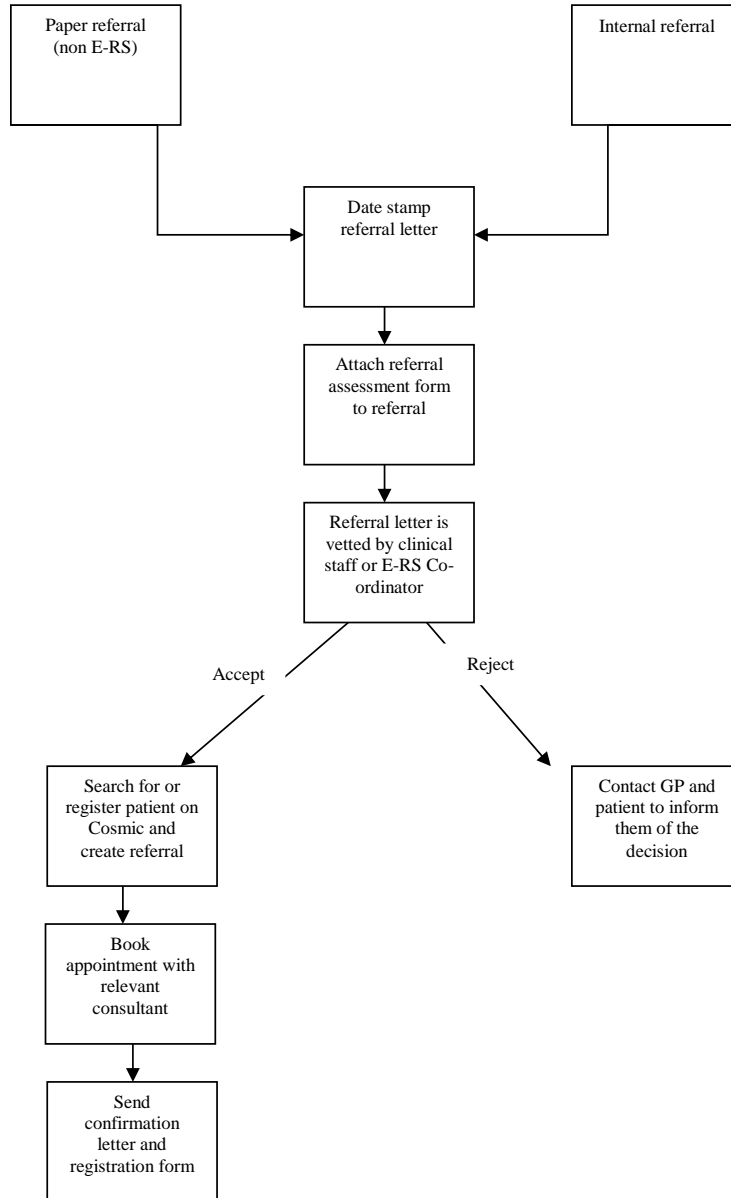 Paper referral
(non E-RS)
Internal referral
Date stamp
referral letter
Attach referral
assessment form
to referral
Referral letter is
vetted by clinical
staff or E-RS Co-
ordinator
Accept
Reject
Search for or
register patient on
Cosmic and
create referral
Contact GP and
patient to inform
them of the
decision
Book
appointment with
relevant
consultant
Send
confirmation
letter and
registration form